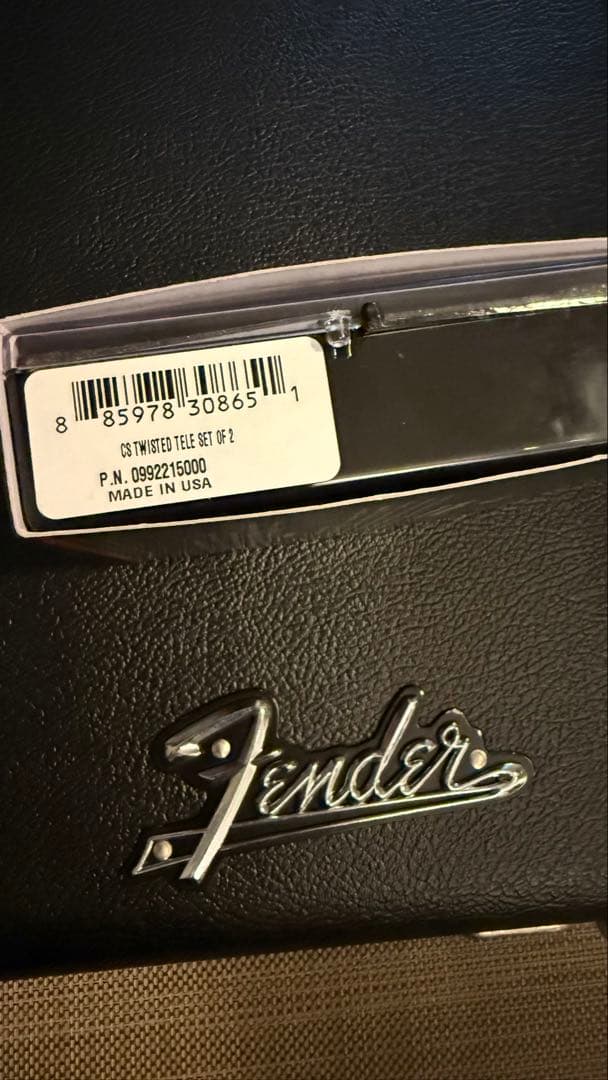 8 85978 30865 1
CS TWISTED TELE SET OF 2
P.N. 0992215000
MADE IN USA
Fender